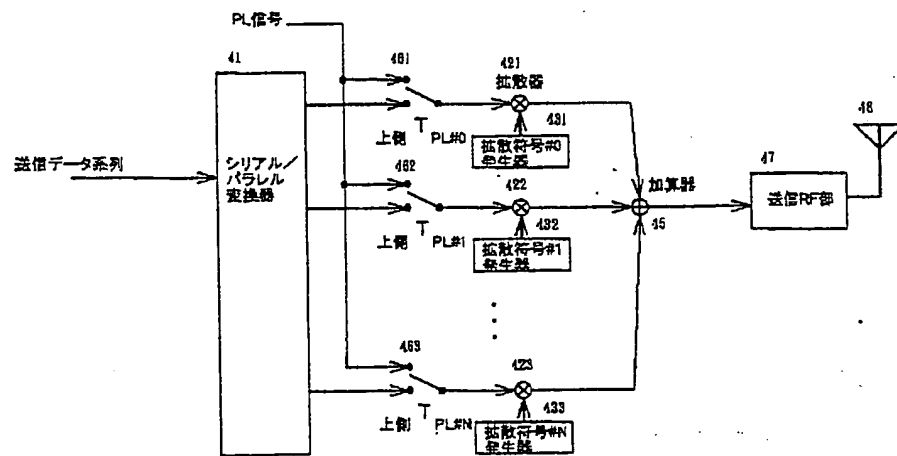 PL信号
41
461
421
拡散器
48
431
上側 T PL#0
拡散符号#0
発生器
送信データ系列
シリアル/
パラレル
変換器
462
422
加算器
47
送信RF部
432
45
上側 T PL#1
拡散符号#1
発生器
463
423
433
上側 T PL#N
拡散符号#N
発生器